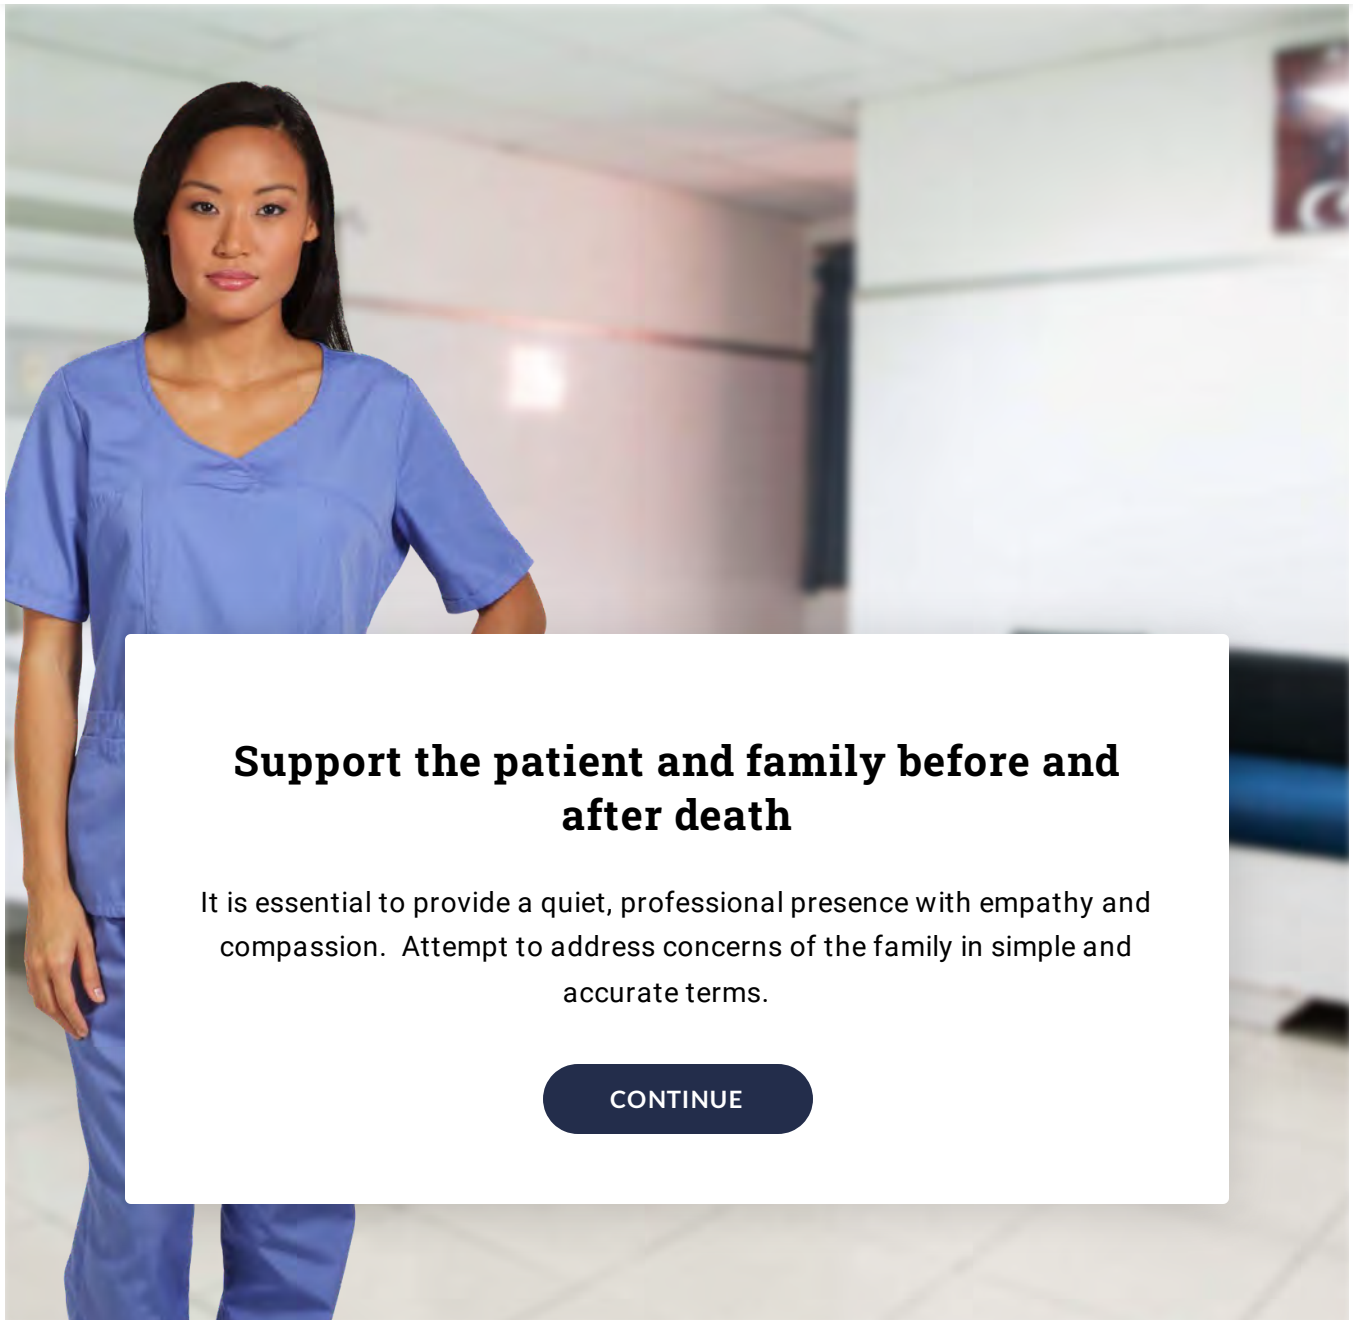 Support the patient and family before and
after death
It is essential to provide a quiet, professional presence with empathy and
compassion.  Attempt to address concerns of the family in simple and
accurate terms.
CONTINUE